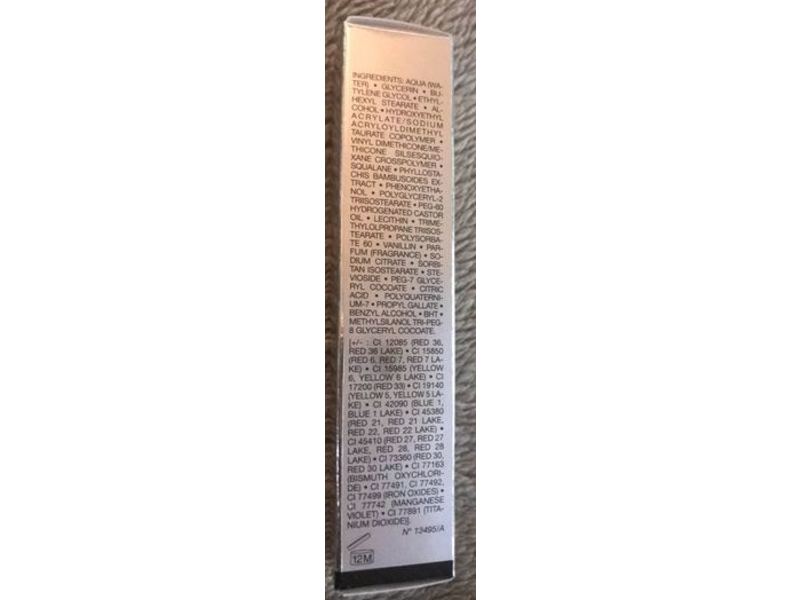 INGREDIENTS: AQUA (WA-
TER) • GLYCERIN • BU-
TYLENE GLYCOL • ETHYL-
HEXYL STEARATE • AL-
COHOL • HYDROXYETHYL
ACRYLATE/SODIUM
ACRYLOYLDIMETHYL
TAURATE COPOLYMER •
VINYL DIMETHICONE/ME-
THICONE SILSESQUIO-
XANE CROSSPOLYMER •
SQUALANE • PHYLLOSTA-
CHIS BAMBUSOIDES EX-
TRACT • PHENOXYETHA-
NOL • POLYGLYCERYL-2
TRIISOSTEARATE • PEG-60
HYDROGENATED CASTOR
OIL • LECITHIN • TRIME-
THYLOLPROPANE TRIISOS-
TEARATE • POLYSORBA-
TE 60 • VANILLIN • PAR-
FUM (FRAGRANCE) • SO-
DIUM CITRATE • SORBI-
TAN ISOSTEARATE • STE-
VIOSIDE • PEG-7 GLYCE-
RYL COCOATE • CITRIC
ACID • POLYQUATERNI-
UM-7 • PROPYL GALLATE •
BENZYL ALCOHOL • BHT •
METHYLSILANOL TRI-PEG-
8 GLYCERYL COCOATE.
[+/- : CI 12085 (RED 36,
RED 36 LAKE) • CI 15850
(RED 6, RED 7, RED 7 LA-
KE) • CI 15985 (YELLOW
6, YELLOW 6 LAKE) • CI
17200 (RED 33) • CI 19140
(YELLOW 5, YELLOW 5 LA-
KE) • CI 42090 (BLUE 1,
BLUE 1 LAKE) • CI 45380
(RED 21, RED 21 LAKE,
RED 22, RED 22 LAKE) •
CI 45410 (RED 27, RED 27
LAKE, RED 28, RED 28
LAKE) • CI 73360 (RED 30,
RED 30 LAKE) • CI 77163
(BISMUTH OXYCHLORI-
DE) • CI 77491, CI 77492,
CI 77499 (IRON OXIDES) •
CI 77742 (MANGANESE
VIOLET) • CI 77891 (TITA-
NIUM DIOXIDE)].
N° 13495/A
12M